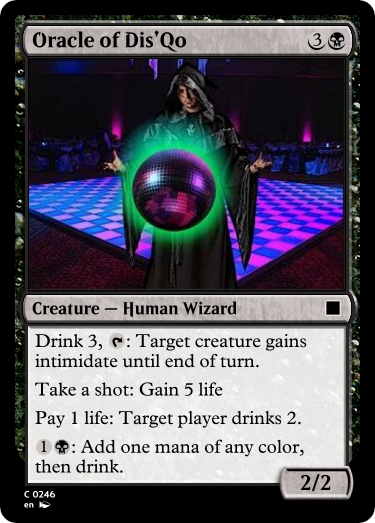 Oracle of Dis'Qo 3
Creature — Human Wizard
Drink 3, : Target creature gains
intimidate until end of turn.
Take a shot: Gain 5 life
Pay 1 life: Target player drinks 2.
1 : Add one mana of any color,
then drink.
2/2
C 0246
en